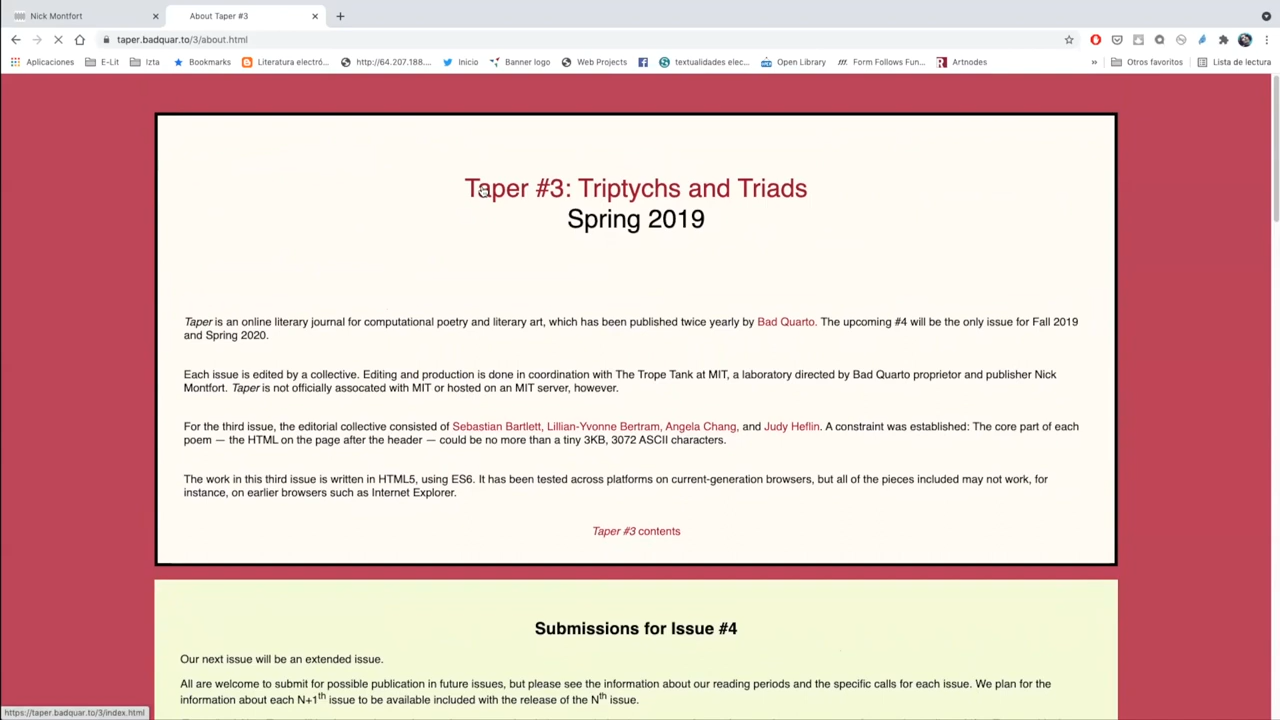 Nick Montfort
About Taper #3
taper.badquar.to/3/about.html
Aplicaciones
E-Lit
Izta
Bookmarks
Literatura electró...
http://64.207.188....
Inicio
Banner logo
Web Projects
textualidades elec...
Open Library
Form Follows Fun...
Artnodes
»
Otros favoritos
Lista de lectura
Taper #3: Triptychs and Triads
Spring 2019
Taper is an online literary journal for computational poetry and literary art, which has been published twice yearly by Bad Quarto. The upcoming #4 will be the only issue for Fall 2019
and Spring 2020.
Each issue is edited by a collective. Editing and production is done in coordination with The Trope Tank at MIT, a laboratory directed by Bad Quarto proprietor and publisher Nick
Montfort. Taper is not officially assocated with MIT or hosted on an MIT server, however.
For the third issue, the editorial collective consisted of Sebastian Bartlett, Lillian-Yvonne Bertram, Angela Chang, and Judy Heflin. A constraint was established: The core part of each
poem — the HTML on the page after the header — could be no more than a tiny 3KB, 3072 ASCII characters.
The work in this third issue is written in HTML5, using ES6. It has been tested across platforms on current-generation browsers, but all of the pieces included may not work, for
instance, on earlier browsers such as Internet Explorer.
Taper #3 contents
Submissions for Issue #4
Our next issue will be an extended issue.
All are welcome to submit for possible publication in future issues, but please see the information about our reading periods and the specific calls for each issue. We plan for the
information about each N+1th issue to be available included with the release of the Nth issue.
https://taper.badquar.to/3/index.html